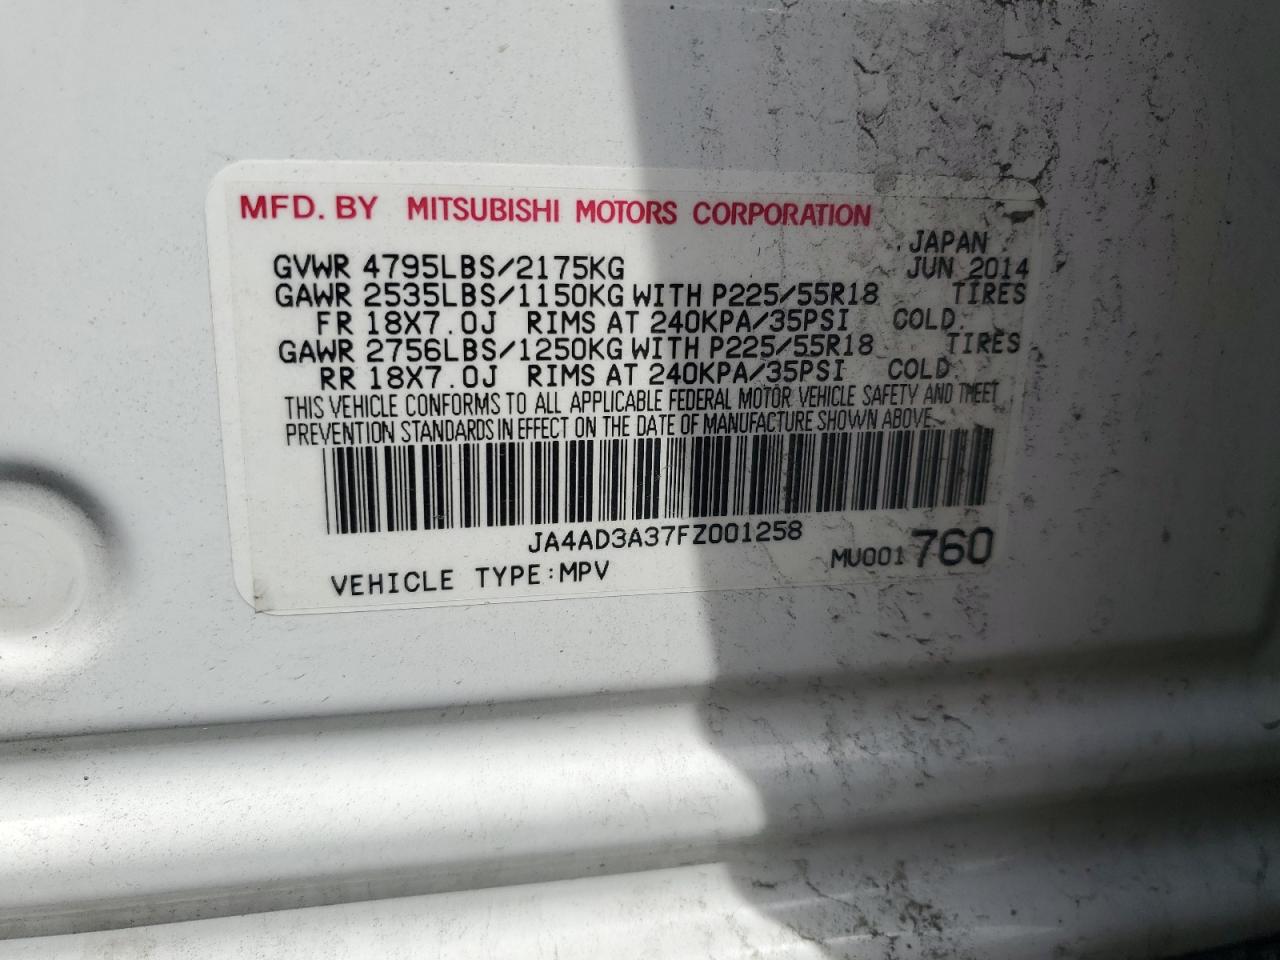 MFD. BY MITSUBISHI MOTORS CORPORATION
JAPAN
GVWR 4795LBS/2175KG JUN 2014
GAWR 2535LBS/1150KG WITH P225/55R18 TIRES
FR 18X7.0J RIMS AT 240KPA/35PSI COLD.
GAWR 2756LBS/1250KG WITH P225/55R18 TIRES
RR 18X7.0J RIMS AT 240KPA/35PSI COLD.
THIS VEHICLE CONFORMS TO ALL APPLICABLE FEDERAL MOTOR VEHICLE SAFETY AND THEFT
PREVENTION STANDARDS IN EFFECT ON THE DATE OF MANUFACTURE SHOWN ABOVE.
JA4AD3A37FZ001258
MU001760
VEHICLE TYPE:MPV